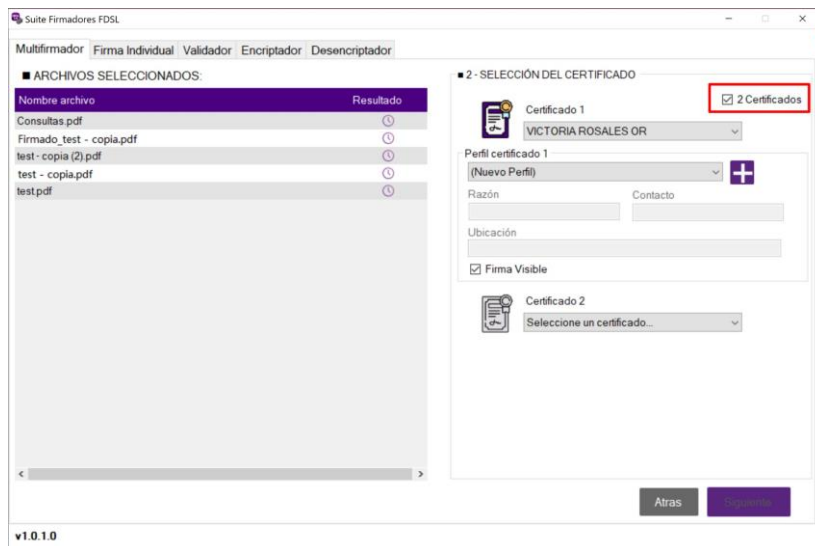 Suite Firmadores FDSL
Multifirmador Firma Individual Validador Encriptador Desencriptador
ARCHIVOS SELECCIONADOS:
Nombre archivo Resultado
Consultas.pdf
Firmado_test - copia.pdf
test - copia (2).pdf
test - copia.pdf
test.pdf
2 - SELECCIÓN DEL CERTIFICADO
2 Certificados
Certificado 1
VICTORIA ROSALES OR
Perfil certificado 1
(Nuevo Perfil)
Razón Contacto
Ubicación
Firma Visible
Certificado 2
Seleccione un certificado...
Atras Siguiente
v1.0.1.0